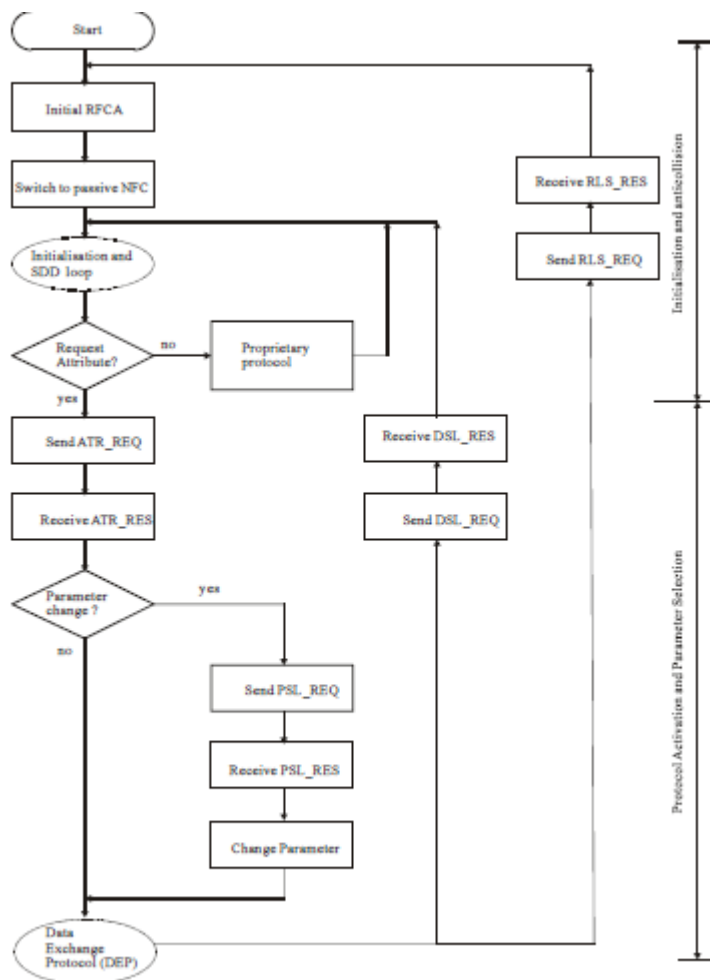 Start
Initial RFCA
Switch to passive NFC
Initialisation and
SDD loop
Request
Attribute?
no
Proprietary
protocol
yes
Send ATR_REQ
Receive ATR_RES
Parameter
change ?
yes
no
Send PSL_REQ
Receive PSL_RES
Change Parameter
Data
Exchange
Protocol (DEP)
Receive DSL_RES
Send DSL_REQ
Receive RLS_RES
Send RLS_REQ
Initialisation and anticollision
Protocol Activation and Parameter Selection